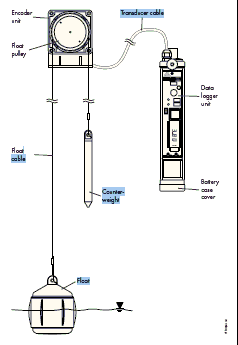 Encoder
unit
Transducer cable
Float
pulley
Data
logger
unit
Float
cable
Counter-
weight
Battery
case
cover
Float